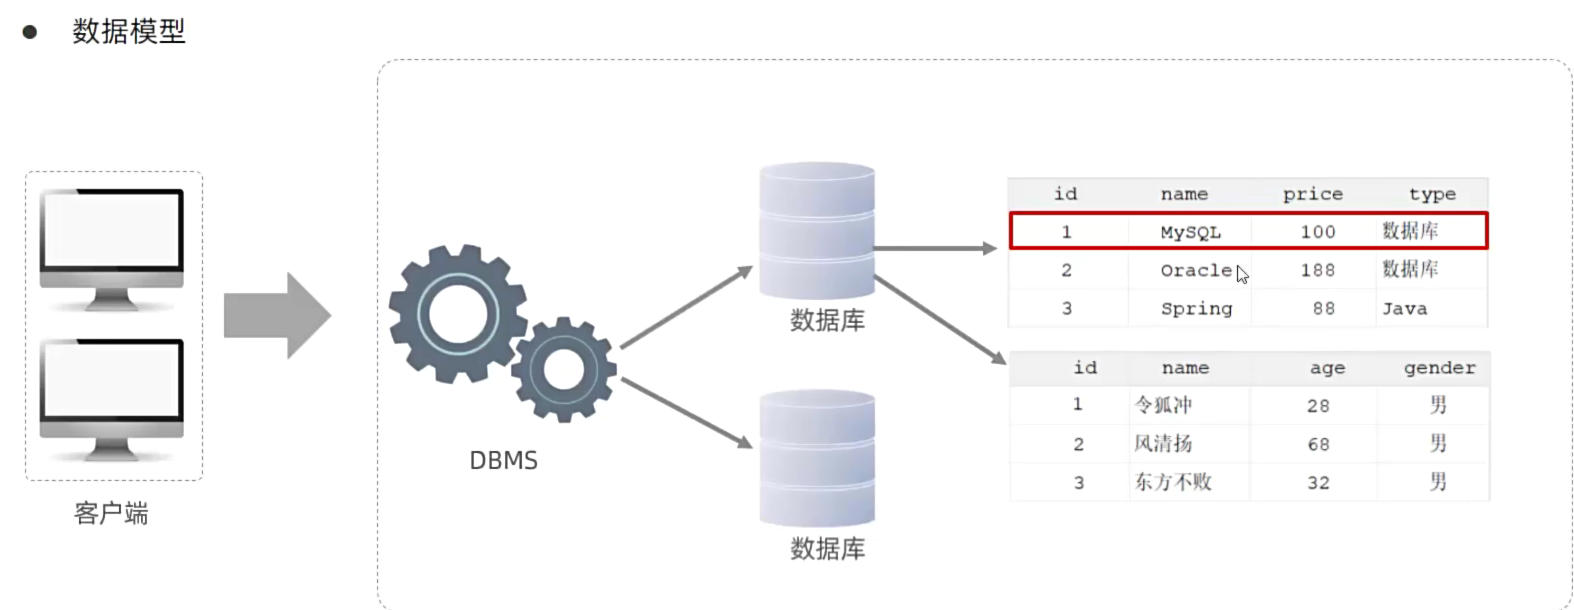 数据模型
客户端
DBMS
数据库
数据库
id name price type
1 MySQL 100 数据库
2 Oracle 188 数据库
3 Spring 88 Java
id name age gender
1 令狐冲 28 男
2 风清扬 68 男
3 东方不败 32 男